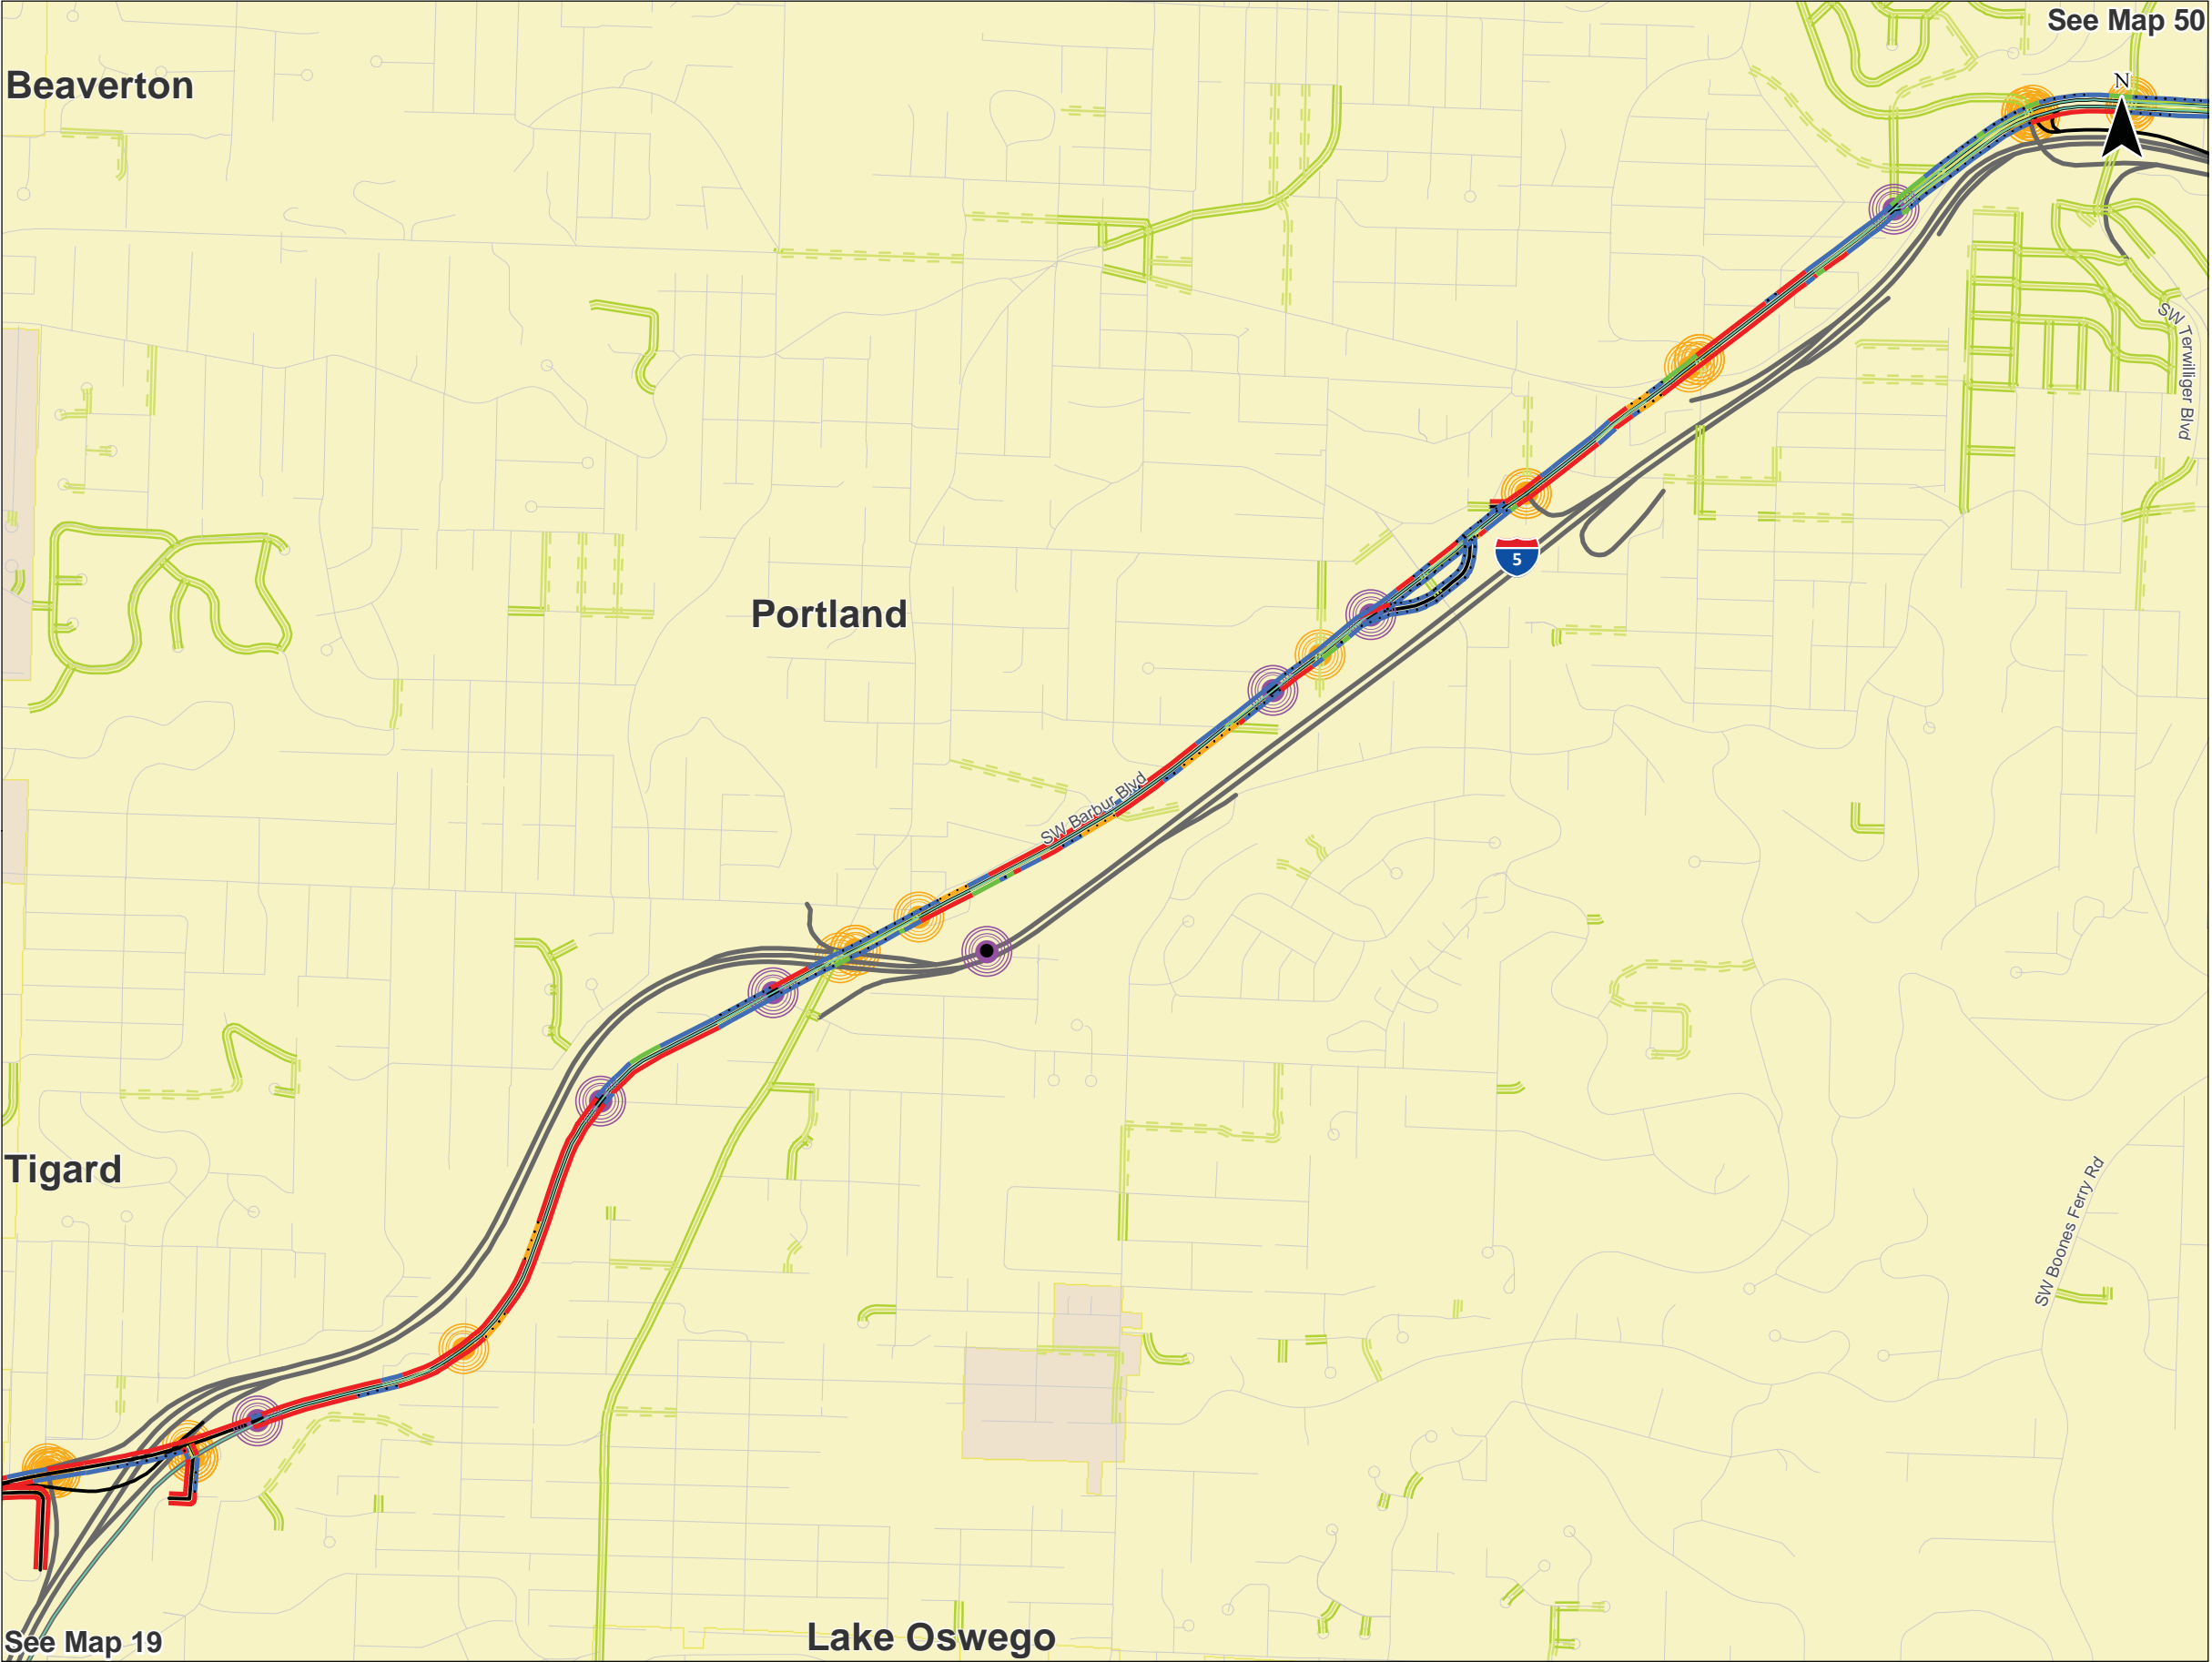 See Map 50
Beaverton
N
SW Terwilliger Blvd
5
Portland
SW Barbur Blvd
Tigard
SW Boones Ferry Rd
See Map 19
Lake Oswego